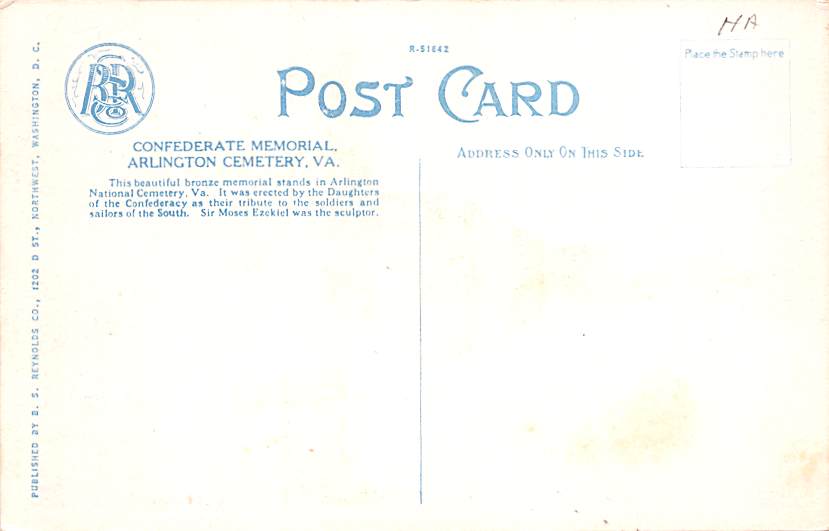 HA
R-51642
Place the Stamp here
BSR Co
POST CARD
CONFEDERATE MEMORIAL,
ARLINGTON CEMETERY, VA.
ADDRESS ONLY ON THIS SIDE
This beautiful bronze memorial stands in Arlington
National Cemetery, Va. It was erected by the Daughters
of the Confederacy as their tribute to the soldiers and
sailors of the South. Sir Moses Ezekiel was the sculptor.
PUBLISHED BY B. S. REYNOLDS CO., 1202 D ST., NORTHWEST, WASHINGTON, D. C.